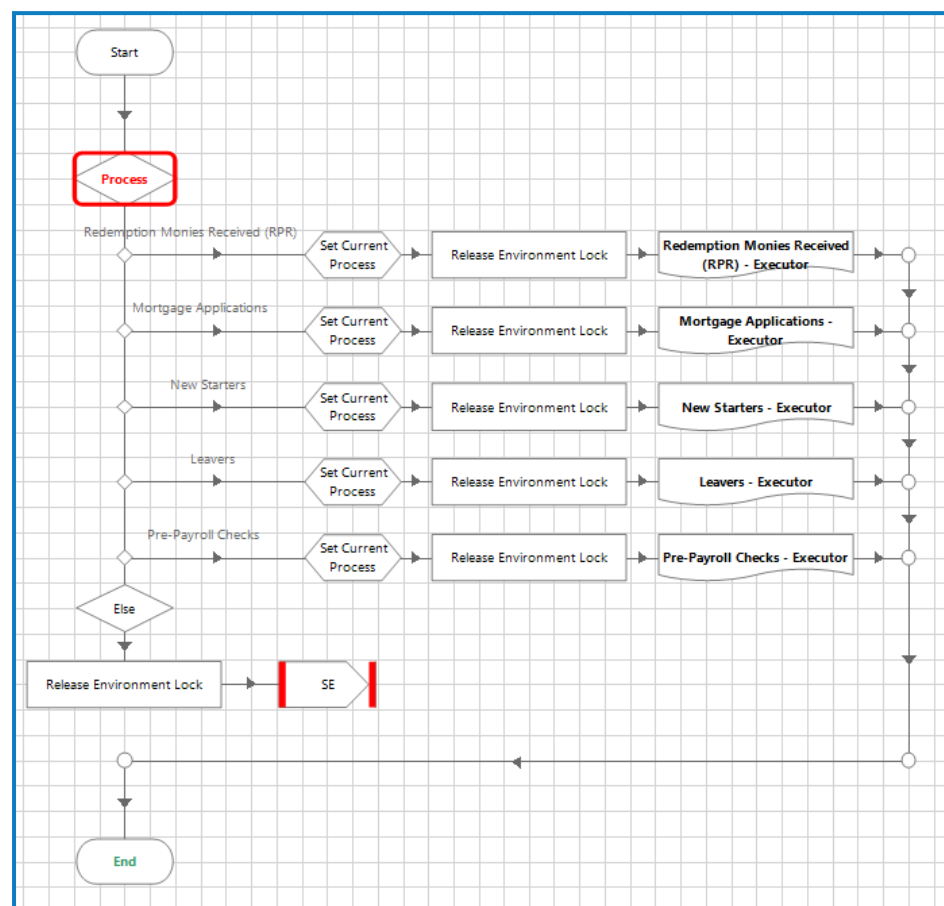 Start
Process
Redemption Monies Received (RPR)
Set Current
Process
Release Environment Lock
Redemption Monies Received
(RPR) - Executor
Mortgage Applications
Set Current
Process
Release Environment Lock
Mortgage Applications -
Executor
New Starters
Set Current
Process
Release Environment Lock
New Starters - Executor
Leavers
Set Current
Process
Release Environment Lock
Leavers - Executor
Pre-Payroll Checks
Set Current
Process
Release Environment Lock
Pre-Payroll Checks - Executor
Else
Release Environment Lock
SE
End